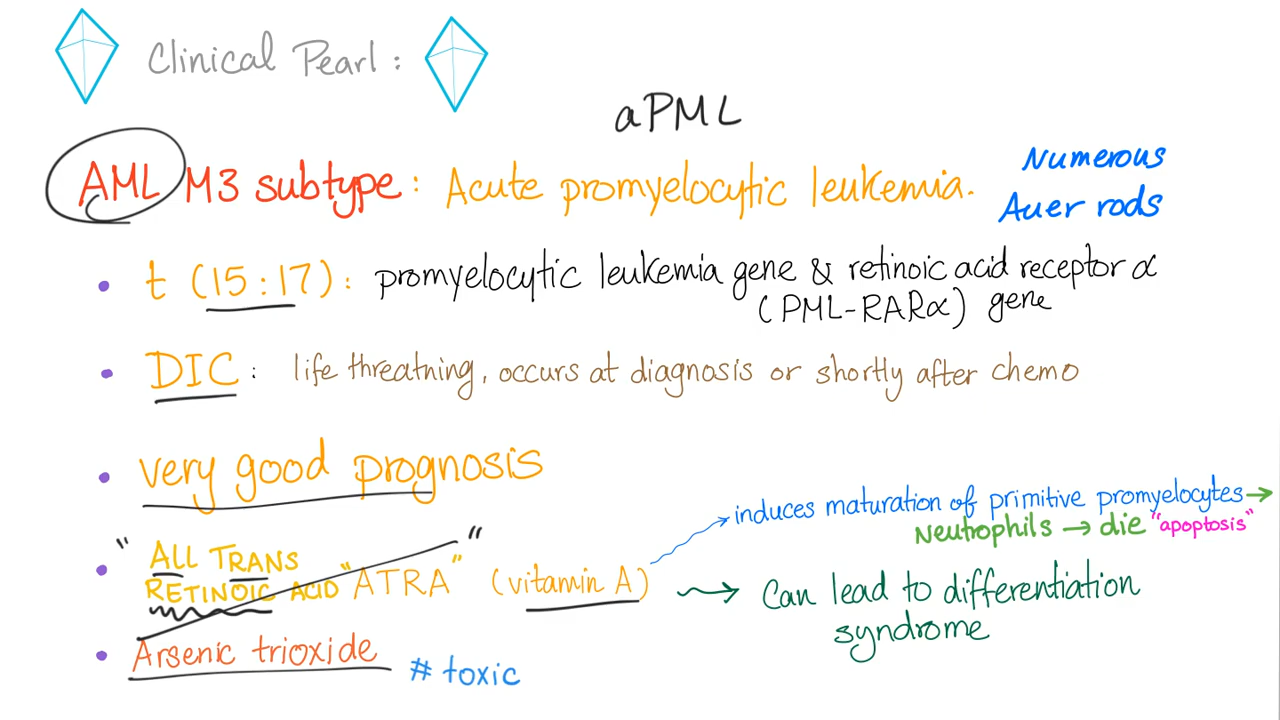 Clinical Pearl :
aPML
AML M3 subtype : Acute promyelocytic leukemia.
Numerous
Auer rods
• t (15 : 17) : promyelocytic leukemia gene & retinoic acid receptor α
(PML-RARα) gene
• DIC : life threatning, occurs at diagnosis or shortly after chemo
• very good prognosis
induces maturation of primitive promyelocytes →
Neutrophils → die "apoptosis"
• " ALL TRANS "
RETINOIC ACID "ATRA" (vitamin A) → Can lead to differentiation
syndrome
• Arsenic trioxide # toxic